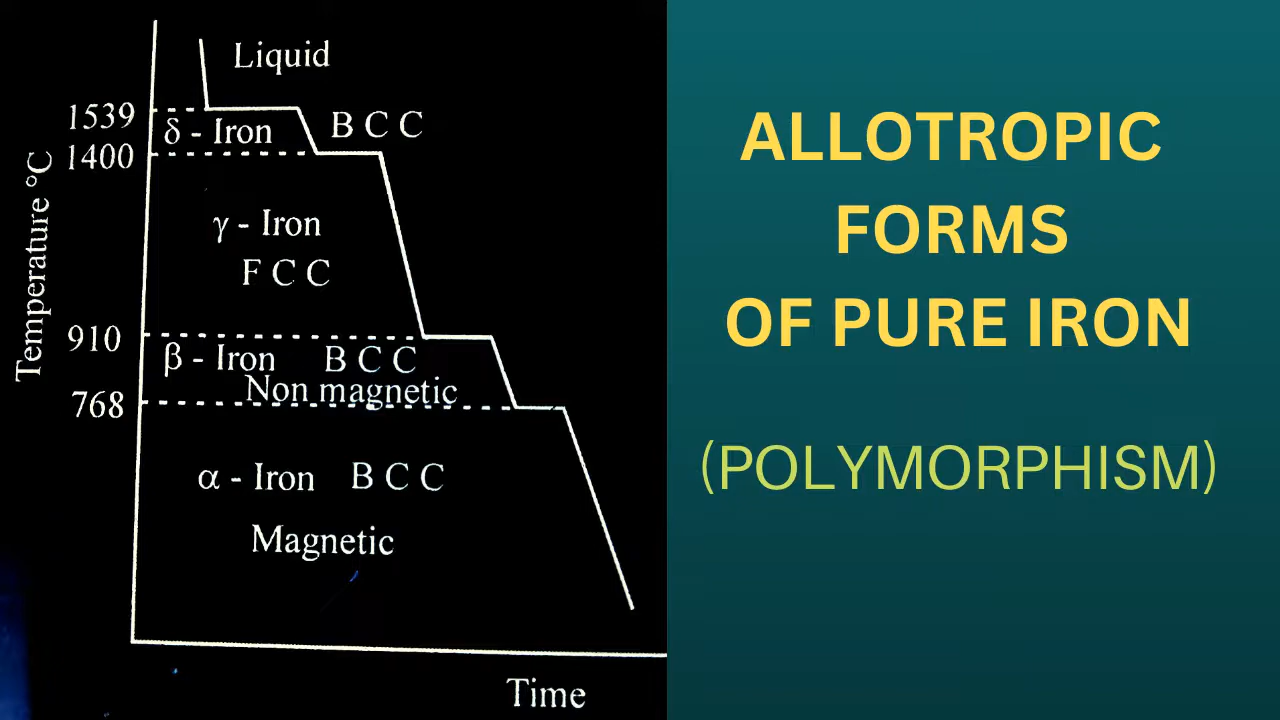 Liquid
1539
δ - Iron
B C C
1400
γ - Iron
F C C
910
β - Iron B C C
Non magnetic
768
α - Iron B C C
Magnetic
Temperature °C
Time
ALLOTROPIC
FORMS
OF PURE IRON
(POLYMORPHISM)